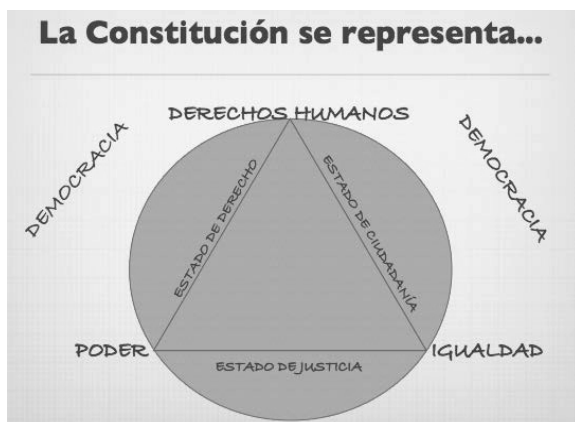 La Constitución se representa...
DERECHOS HUMANOS
DEMOCRACIA
DEMOCRACIA
ESTADO DE DERECHO
ESTADO DE CIUDADANÍA
PODER
IGUALDAD
ESTADO DE JUSTICIA